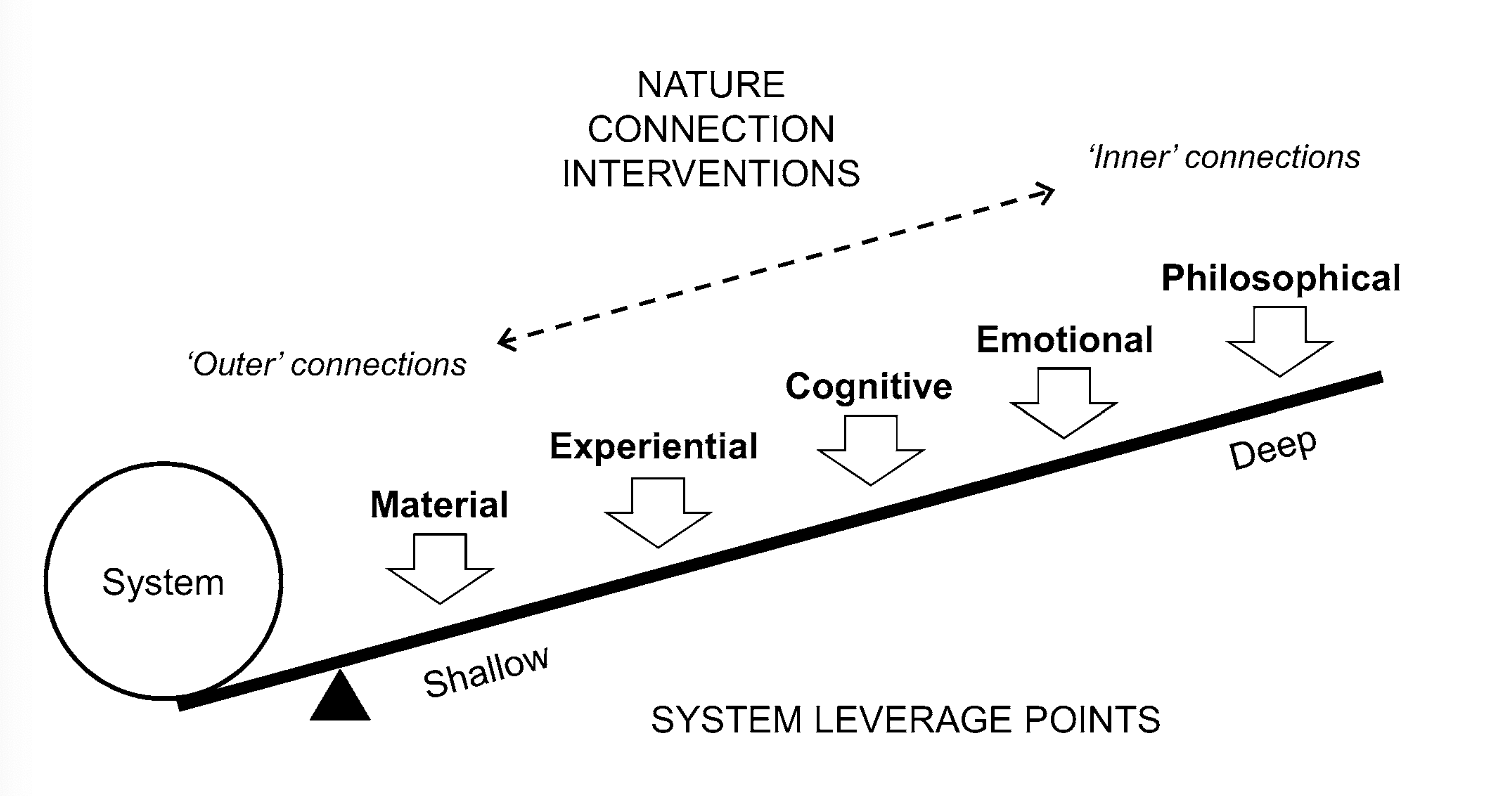 NATURE
CONNECTION
INTERVENTIONS
‘Inner’ connections
‘Outer’ connections
Philosophical
Emotional
Cognitive
Experiential
Material
System
Deep
Shallow
SYSTEM LEVERAGE POINTS